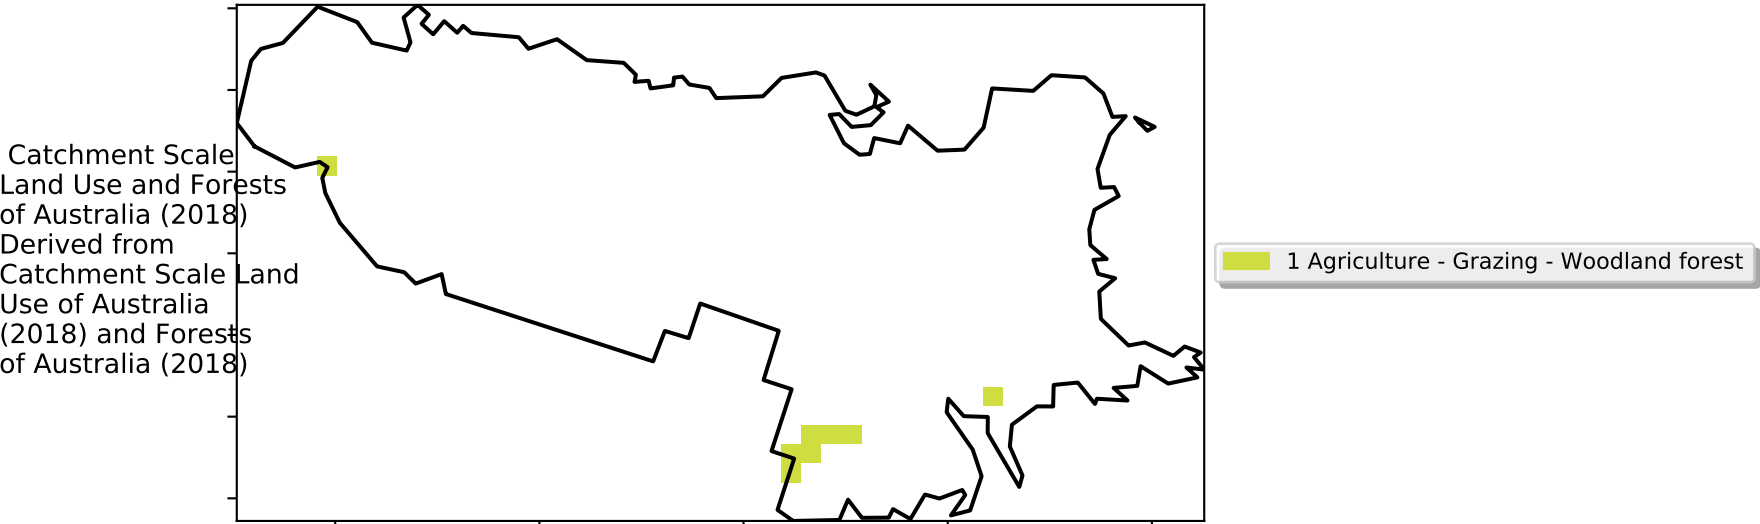 Catchment Scale
Land Use and Forests
of Australia (2018)
Derived from
Catchment Scale Land
Use of Australia
(2018) and Forests
of Australia (2018)
1 Agriculture - Grazing - Woodland forest